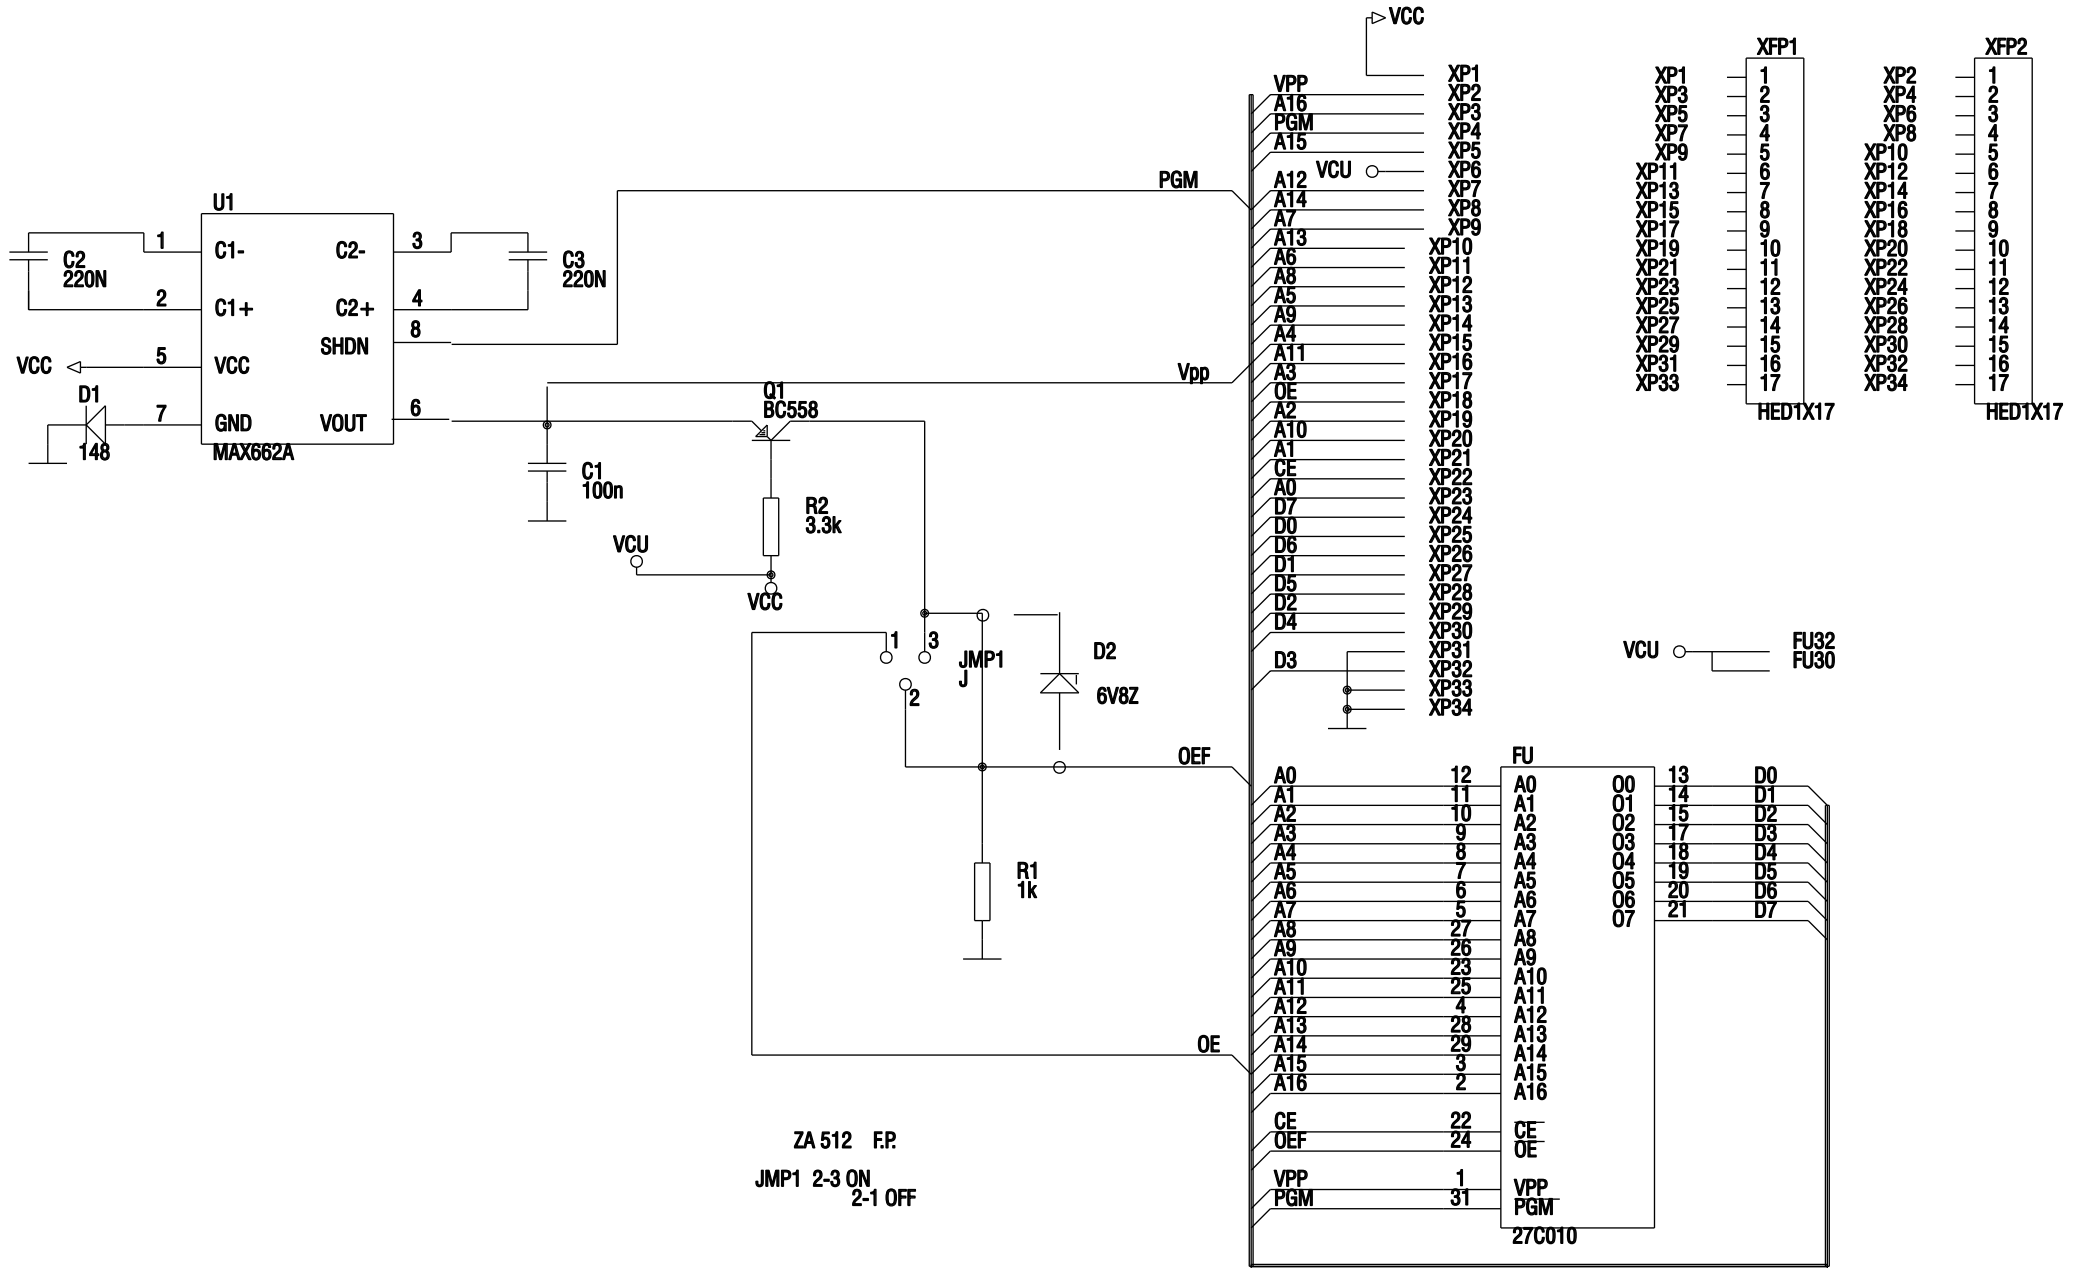 VCC
XFP1
XFP2
VPP XP1
A16 XP2
PGM XP3
A15 XP4
XP5
VCU XP6
A12 XP7
A14 XP8
A7 XP9
A13 XP10
A6 XP11
A8 XP12
A5 XP13
A9 XP14
A4 XP15
A11 XP16
A3 XP17
OE XP18
A2 XP19
A10 XP20
A1 XP21
CE XP22
A0 XP23
D7 XP24
D0 XP25
D6 XP26
D1 XP27
D5 XP28
D2 XP29
D4 XP30
XP31
D3 XP32
XP33
XP34
XP1 1
XP3 2
XP5 3
XP7 4
XP9 5
XP11 6
XP13 7
XP15 8
XP17 9
XP19 10
XP21 11
XP23 12
XP25 13
XP27 14
XP29 15
XP31 16
XP33 17
HED1X17
XP2 1
XP4 2
XP6 3
XP8 4
XP10 5
XP12 6
XP14 7
XP16 8
XP18 9
XP20 10
XP22 11
XP24 12
XP26 13
XP28 14
XP30 15
XP32 16
XP34 17
HED1X17
PGM
U1
1 C1- C2- 3
C2
220N
C3
220N
2 C1+ C2+ 4
SHDN 8
VCC 5 VCC
D1
148
7 GND VOUT 6
MAX662A
Vpp
Q1
BC558
C1
100n
R2
3.3k
VCU
VCC
1 3
2
JMP1
J
D2
6V8Z
OEF
R1
1k
OE
VCU FU32
FU30
FU
A0 12 A0 O0 13 D0
A1 11 A1 O1 14 D1
A2 10 A2 O2 15 D2
A3 9 A3 O3 17 D3
A4 8 A4 O4 18 D4
A5 7 A5 O5 19 D5
A6 6 A6 O6 20 D6
A7 5 A7 O7 21 D7
A8 27 A8
A9 26 A9
A10 23 A10
A11 25 A11
A12 4 A12
A13 28 A13
A14 29 A14
A15 3 A15
A16 2 A16
CE 22 CE
OEF 24 OE
VPP 1 VPP
PGM 31 PGM
27C010
ZA 512 F.P.
JMP1 2-3 ON
2-1 OFF